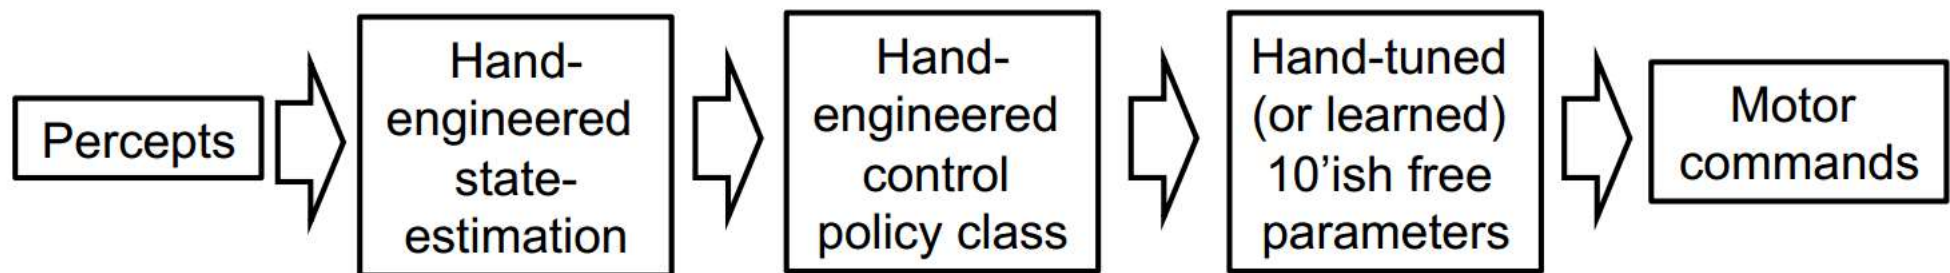 Percepts
Hand-
engineered
state-
estimation
Hand-
engineered
control
policy class
Hand-tuned
(or learned)
10’ish free
parameters
Motor
commands